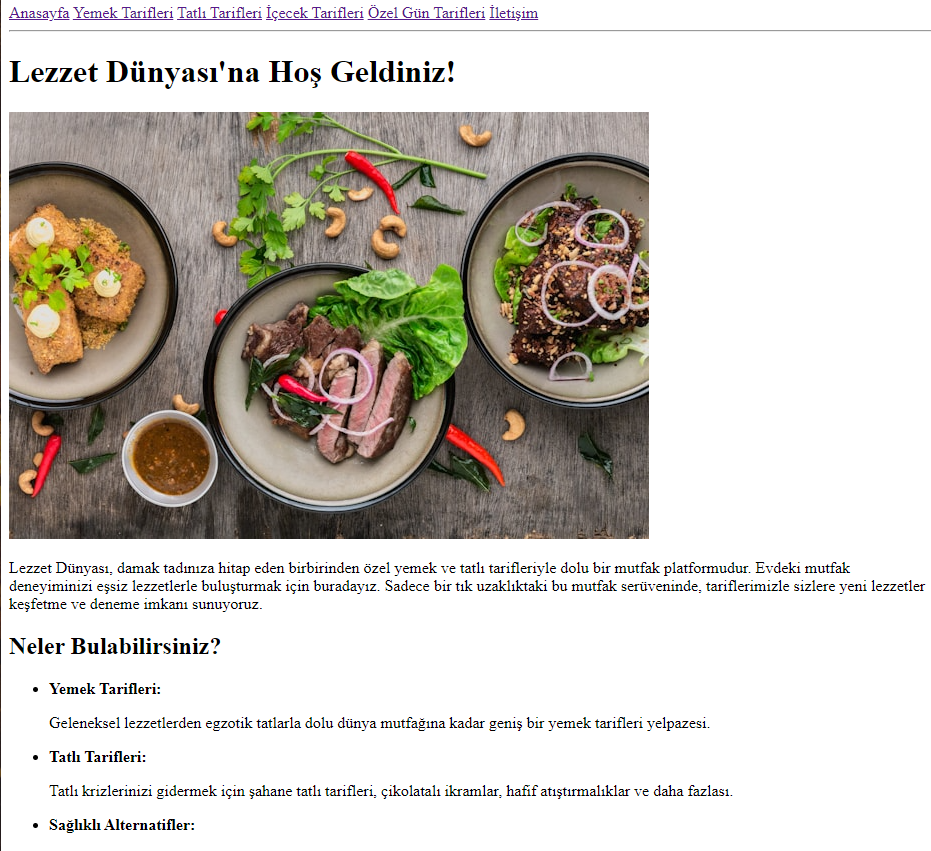 Anasayfa Yemek Tarifleri Tatlı Tarifleri İçecek Tarifleri Özel Gün Tarifleri İletişim
Lezzet Dünyası'na Hoş Geldiniz!
Lezzet Dünyası, damak tadınıza hitap eden birbirinden özel yemek ve tatlı tarifleriyle dolu bir mutfak platformudur. Evdeki mutfak
deneyiminizi eşsiz lezzetlerle buluşturmak için buradayız. Sadece bir tık uzaklıktaki bu mutfak serüveninde, tariflerimizle sizlere yeni lezzetler
keşfetme ve deneme imkanı sunuyoruz.
Neler Bulabilirsiniz?
• Yemek Tarifleri:
Geleneksel lezzetlerden egzotik tatlarla dolu dünya mutfağına kadar geniş bir yemek tarifleri yelpazesi.
• Tatlı Tarifleri:
Tatlı krizlerinizi gidermek için şahane tatlı tarifleri, çikolatalı ikramlar, hafif atıştırmalıklar ve daha fazlası.
• Sağlıklı Alternatifler: